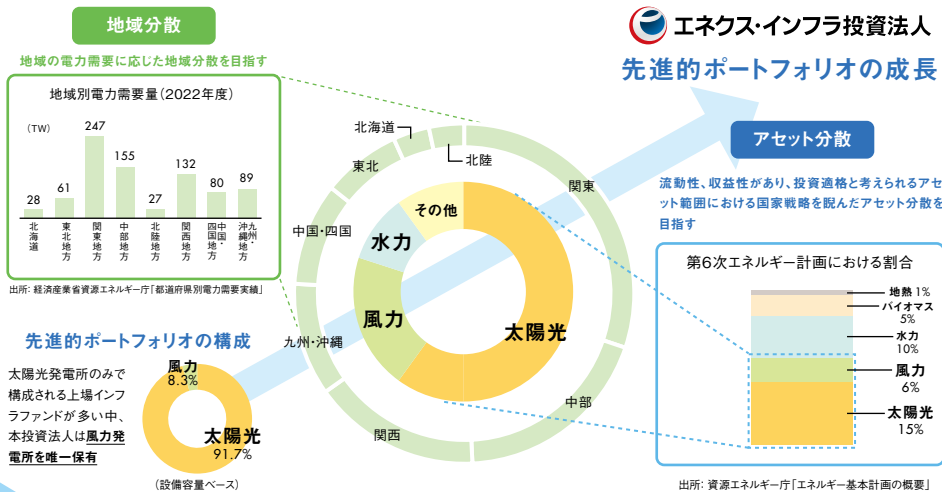 地域分散
地域の電力需要に応じた地域分散を目指す
地域別電力需要量(2022年度)
(TW)
28
61
247
155
27
132
80
89
北海道
東北地方
関東地方
中部地方
北陸地方
関西地方
中国・四国地方
九州・沖縄地方
出所: 経済産業省資源エネルギー庁「都道府県別電力需要実績」
エネクス・インフラ投資法人
先進的ポートフォリオの成長
アセット分散
流動性、収益性があり、投資適格と考えられるアセ
ット範囲における国家戦略を睨んだアセット分散を
目指す
第6次エネルギー計画における割合
地熱 1%
バイオマス
5%
水力
10%
風力
6%
太陽光
15%
出所: 資源エネルギー庁「エネルギー基本計画の概要」
北海道
北陸
東北
関東
中国・四国
九州・沖縄
関西
中部
その他
水力
風力
太陽光
先進的ポートフォリオの構成
太陽光発電所のみで
構成される上場インフ
ラファンドが多い中、
本投資法人は風力発
電所を唯一保有
風力
8.3%
太陽光
91.7%
(設備容量ベース)